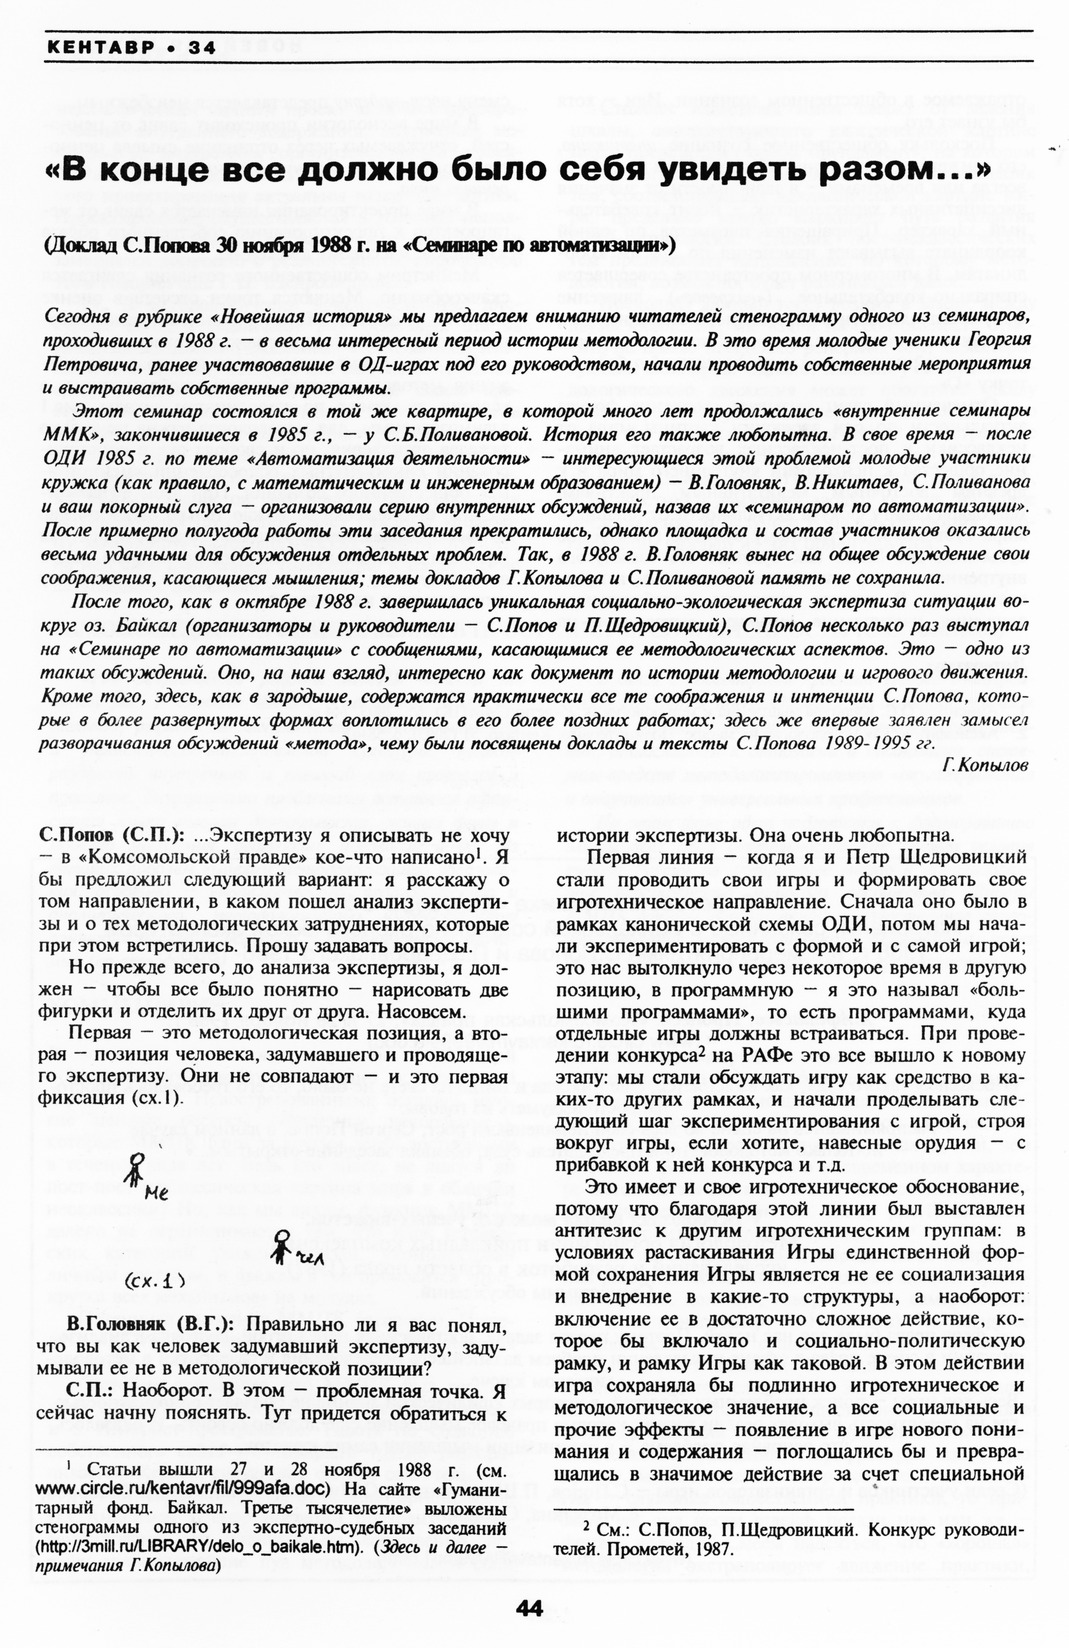 КЕНТАВР • 34
«В конце все должно было себя увидеть разом...»
(Доклад С.Попова 30 ноября 1988 г. на «Семинаре по автоматизации»)
Сегодня в рубрике «Новейшая история» мы предлагаем вниманию читателей стенограмму одного из семинаров,
проходивших в 1988 г. — в весьма интересный период истории методологии. В это время молодые ученики Георгия
Петровича, ранее участвовавшие в ОД-играх под его руководством, начали проводить собственные мероприятия
и выстраивать собственные программы.
Этот семинар состоялся в той же квартире, в которой много лет продолжались «внутренние семинары
ММК», закончившиеся в 1985 г., — у С.Б.Поливановой. История его также любопытна. В свое время — после
ОДИ 1985 г. по теме «Автоматизация деятельности» — интересующиеся этой проблемой молодые участники
кружка (как правило, с математическим и инженерным образованием) — В.Головняк, В.Никитаев, С.Поливанова
и ваш покорный слуга — организовали серию внутренних обсуждений, назвав их «семинаром по автоматизации».
После примерно полугода работы эти заседания прекратились, однако площадка и состав участников оказались
весьма удачными для обсуждения отдельных проблем. Так, в 1988 г. В.Головняк вынес на общее обсуждение свои
соображения, касающиеся мышления; темы докладов Г.Копылова и С.Поливановой память не сохранила.
После того, как в октябре 1988 г. завершилась уникальная социально-экологическая экспертиза ситуации во-
круг оз. Байкал (организаторы и руководители — С.Попов и П.Щедровицкий), С.Попов несколько раз выступал
на «Семинаре по автоматизации» с сообщениями, касающимися ее методологических аспектов. Это — одно из
таких обсуждений. Оно, на наш взгляд, интересно как документ по истории методологии и игрового движения.
Кроме того, здесь, как в зародыше, содержатся практически все те соображения и интенции С.Попова, кото-
рые в более развернутых формах воплотились в его более поздних работах; здесь же впервые заявлен замысел
разворачивания обсуждений «метода», чему были посвящены доклады и тексты С.Попова 1989-1995 гг.
Г.Копылов
С.Попов (С.П.): ...Экспертизу я описывать не хочу
— в «Комсомольской правде» кое-что написано¹. Я
бы предложил следующий вариант: я расскажу о
том направлении, в каком пошел анализ эксперти-
зы и о тех методологических затруднениях, которые
при этом встретились. Прошу задавать вопросы.
Но прежде всего, до анализа экспертизы, я дол-
жен — чтобы все было понятно — нарисовать две
фигурки и отделить их друг от друга. Насовсем.
Первая — это методологическая позиция, а вто-
рая — позиция человека, задумавшего и проводяще-
го экспертизу. Они не совпадают — и это первая
фиксация (сх.1).
Ме
чел
(сх.1)
В.Головняк (В.Г.): Правильно ли я вас понял,
что вы как человек задумавший экспертизу, заду-
мывали ее не в методологической позиции?
С.П.: Наоборот. В этом — проблемная точка. Я
сейчас начну пояснять. Тут придется обратиться к
¹ Статьи вышли 27 и 28 ноября 1988 г. (см.
www.circle.ru/kentavr/fil/999afa.doc) На сайте «Гумани-
тарный фонд. Байкал. Третье тысячелетие» выложены
стенограммы одного из экспертно-судебных заседаний
(http://3mill.ru/LIBRARY/delo_o_baikale.htm). (Здесь и далее —
примечания Г.Копылова)
истории экспертизы. Она очень любопытна.
Первая линия — когда я и Петр Щедровицкий
стали проводить свои игры и формировать свое
игротехническое направление. Сначала оно было в
рамках канонической схемы ОДИ, потом мы нача-
ли экспериментировать с формой и с самой игрой;
это нас вытолкнуло через некоторое время в другую
позицию, в программную — я это называл «боль-
шими программами», то есть программами, куда
отдельные игры должны встраиваться. При прове-
дении конкурса² на РАФе это все вышло к новому
этапу: мы стали обсуждать игру как средство в ка-
ких-то других рамках, и начали проделывать сле-
дующий шаг экспериментирования с игрой, строя
вокруг игры, если хотите, навесные орудия — с
прибавкой к ней конкурса и т.д.
Это имеет и свое игротехническое обоснование,
потому что благодаря этой линии был выставлен
антитезис к другим игротехническим группам: в
условиях растаскивания Игры единственной фор-
мой сохранения Игры является не ее социализация
и внедрение в какие-то структуры, а наоборот:
включение ее в достаточно сложное действие, ко-
торое бы включало и социально-политическую
рамку, и рамку Игры как таковой. В этом действии
игра сохраняла бы подлинно игротехническое и
методологическое значение, а все социальные и
прочие эффекты — появление в игре нового пони-
мания и содержания — поглощались бы и превра-
щались в значимое действие за счет специальной
² См.: С.Попов, П.Щедровицкий. Конкурс руководи-
телей. Прометей, 1987.
44